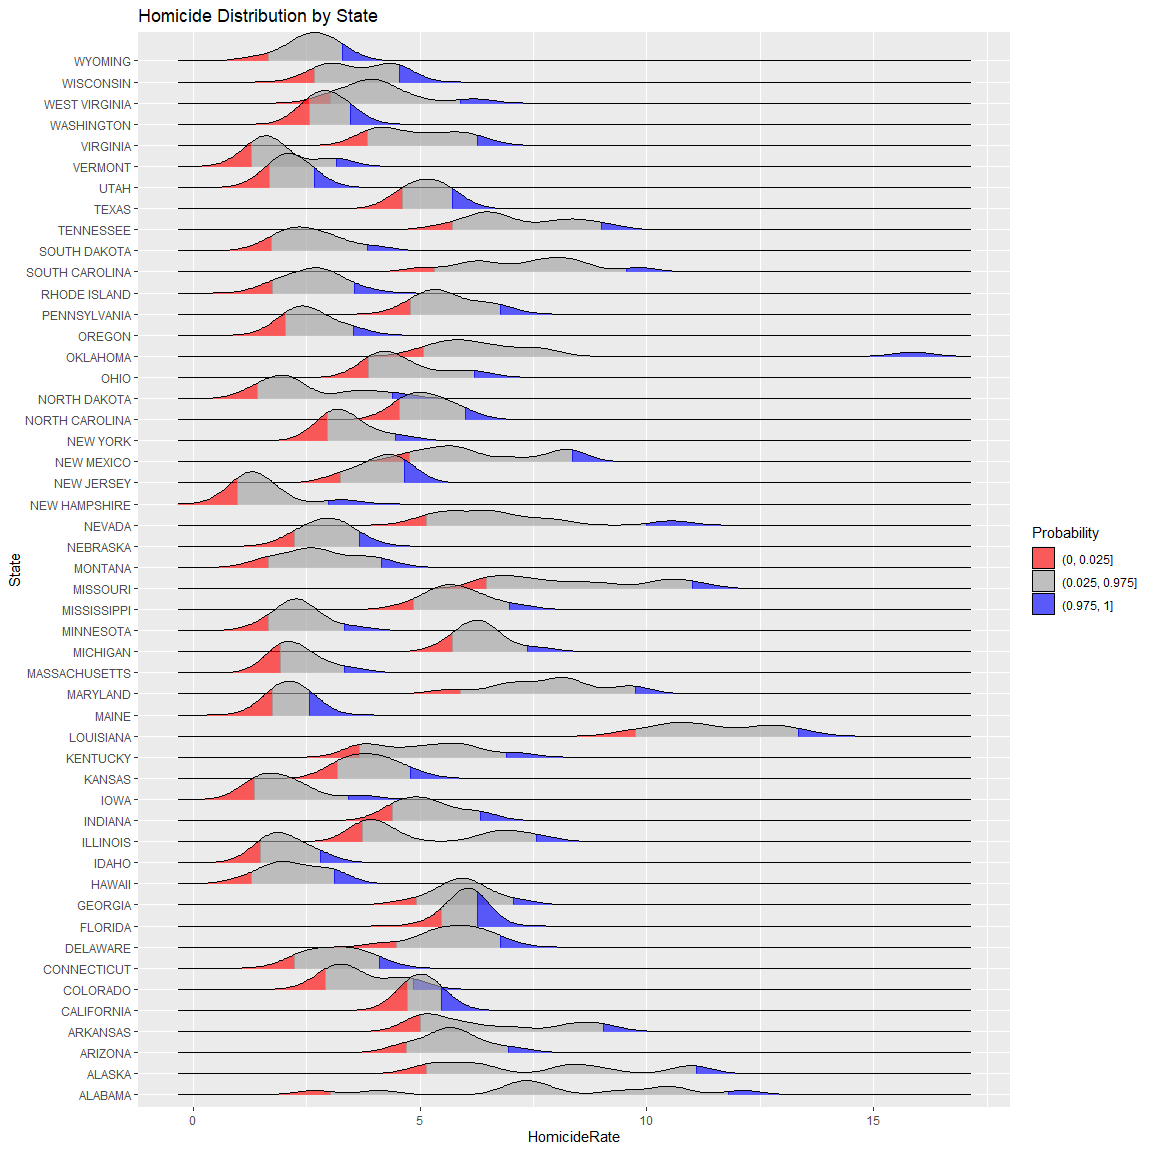 Homicide Distribution by State
WYOMING
WISCONSIN
WEST VIRGINIA
WASHINGTON
VIRGINIA
VERMONT
UTAH
TEXAS
TENNESSEE
SOUTH DAKOTA
SOUTH CAROLINA
RHODE ISLAND
PENNSYLVANIA
OREGON
OKLAHOMA
OHIO
NORTH DAKOTA
NORTH CAROLINA
NEW YORK
NEW MEXICO
NEW JERSEY
NEW HAMPSHIRE
NEVADA
NEBRASKA
MONTANA
MISSOURI
MISSISSIPPI
MINNESOTA
MICHIGAN
MASSACHUSETTS
MARYLAND
MAINE
LOUISIANA
KENTUCKY
KANSAS
IOWA
INDIANA
ILLINOIS
IDAHO
HAWAII
GEORGIA
FLORIDA
DELAWARE
CONNECTICUT
COLORADO
CALIFORNIA
ARKANSAS
ARIZONA
ALASKA
ALABAMA
State
0 5 10 15
HomicideRate
Probability
(0, 0.025]
(0.025, 0.975]
(0.975, 1]